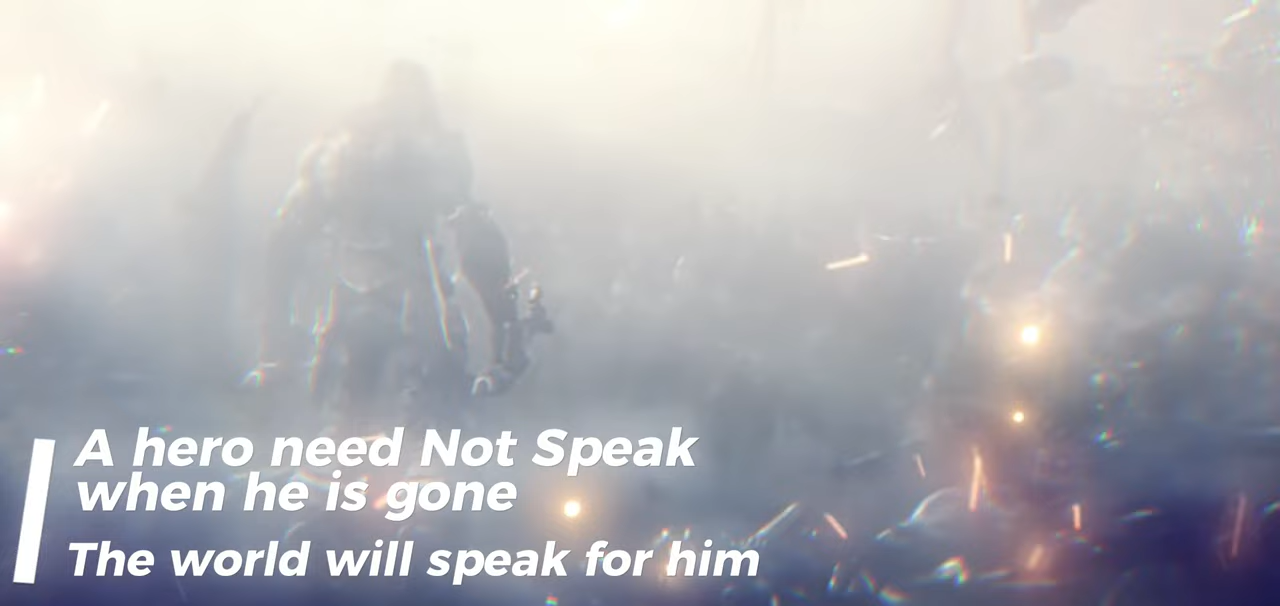 A hero need Not Speak
when he is gone
The world will speak for him